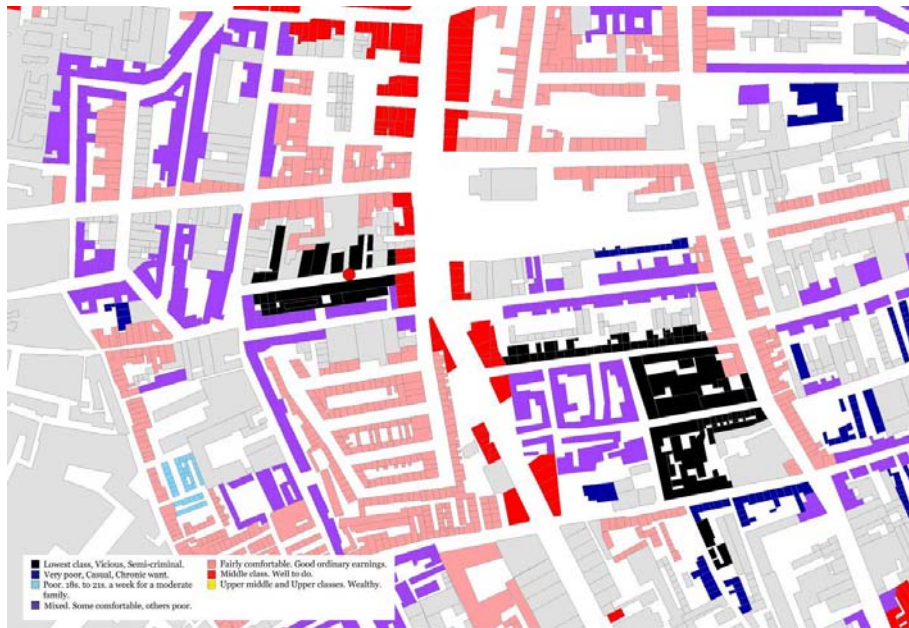 Lowest class, Vicious, Semi-criminal.
Very poor, Casual, Chronic want.
Poor. 18s. to 21s. a week for a moderate
family.
Mixed. Some comfortable, others poor.
Fairly comfortable. Good ordinary earnings.
Middle class. Well to do.
Upper middle and Upper classes. Wealthy.